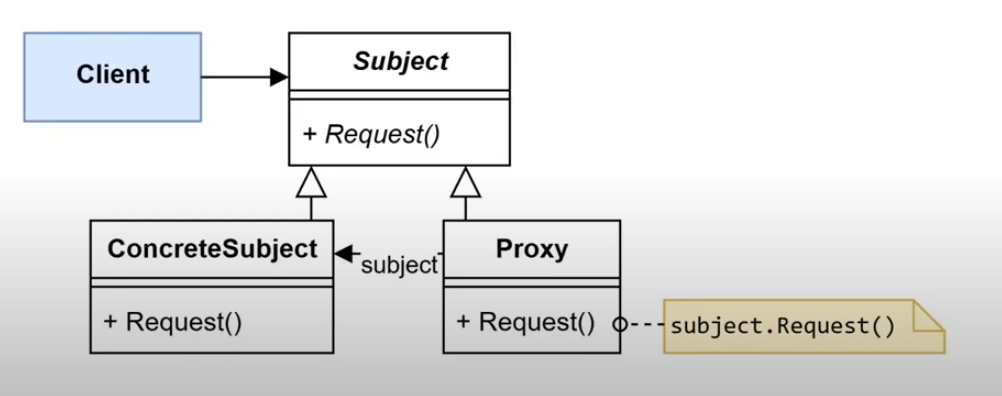 Client
Subject
+ Request()
ConcreteSubject
subject
Proxy
+ Request()
+ Request()
subject.Request()